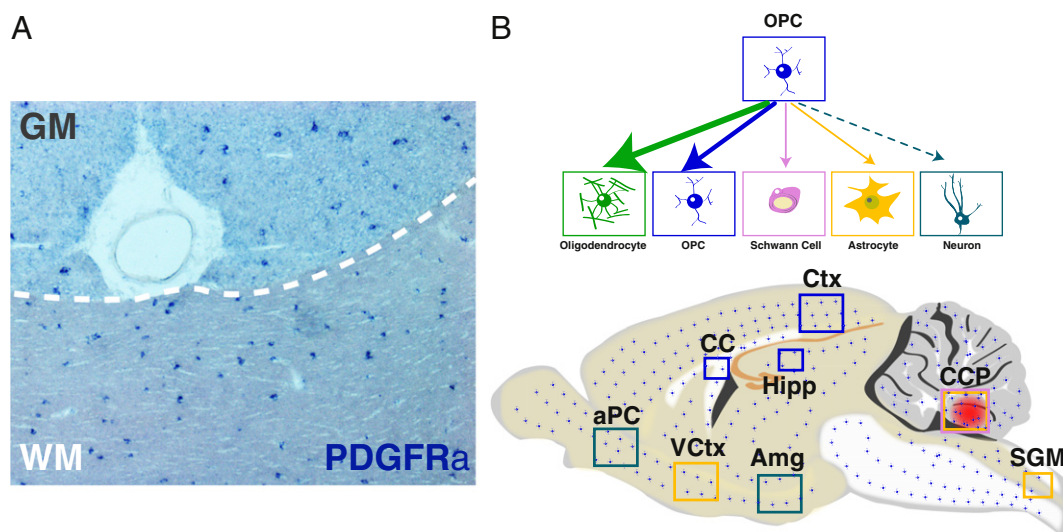 A
B
OPC
GM
WM
PDGFRa
Oligodendrocyte
OPC
Schwann Cell
Astrocyte
Neuron
Ctx
CC
Hipp
CCP
aPC
VCtx
Amg
SGM